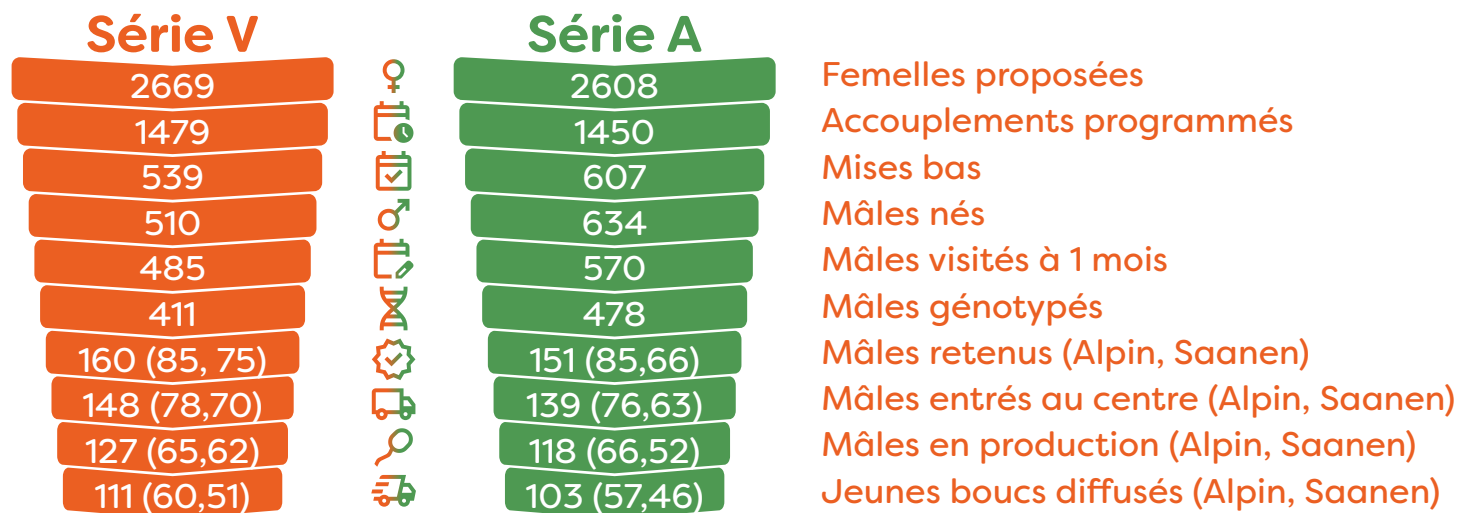 Série V Série A
2669 2608 Femelles proposées
1479 1450 Accouplements programmés
539 607 Mises bas
510 634 Mâles nés
485 570 Mâles visités à 1 mois
411 478 Mâles génotypés
160 (85, 75) 151 (85,66) Mâles retenus (Alpin, Saanen)
148 (78,70) 139 (76,63) Mâles entrés au centre (Alpin, Saanen)
127 (65,62) 118 (66,52) Mâles en production (Alpin, Saanen)
111 (60,51) 103 (57,46) Jeunes boucs diffusés (Alpin, Saanen)